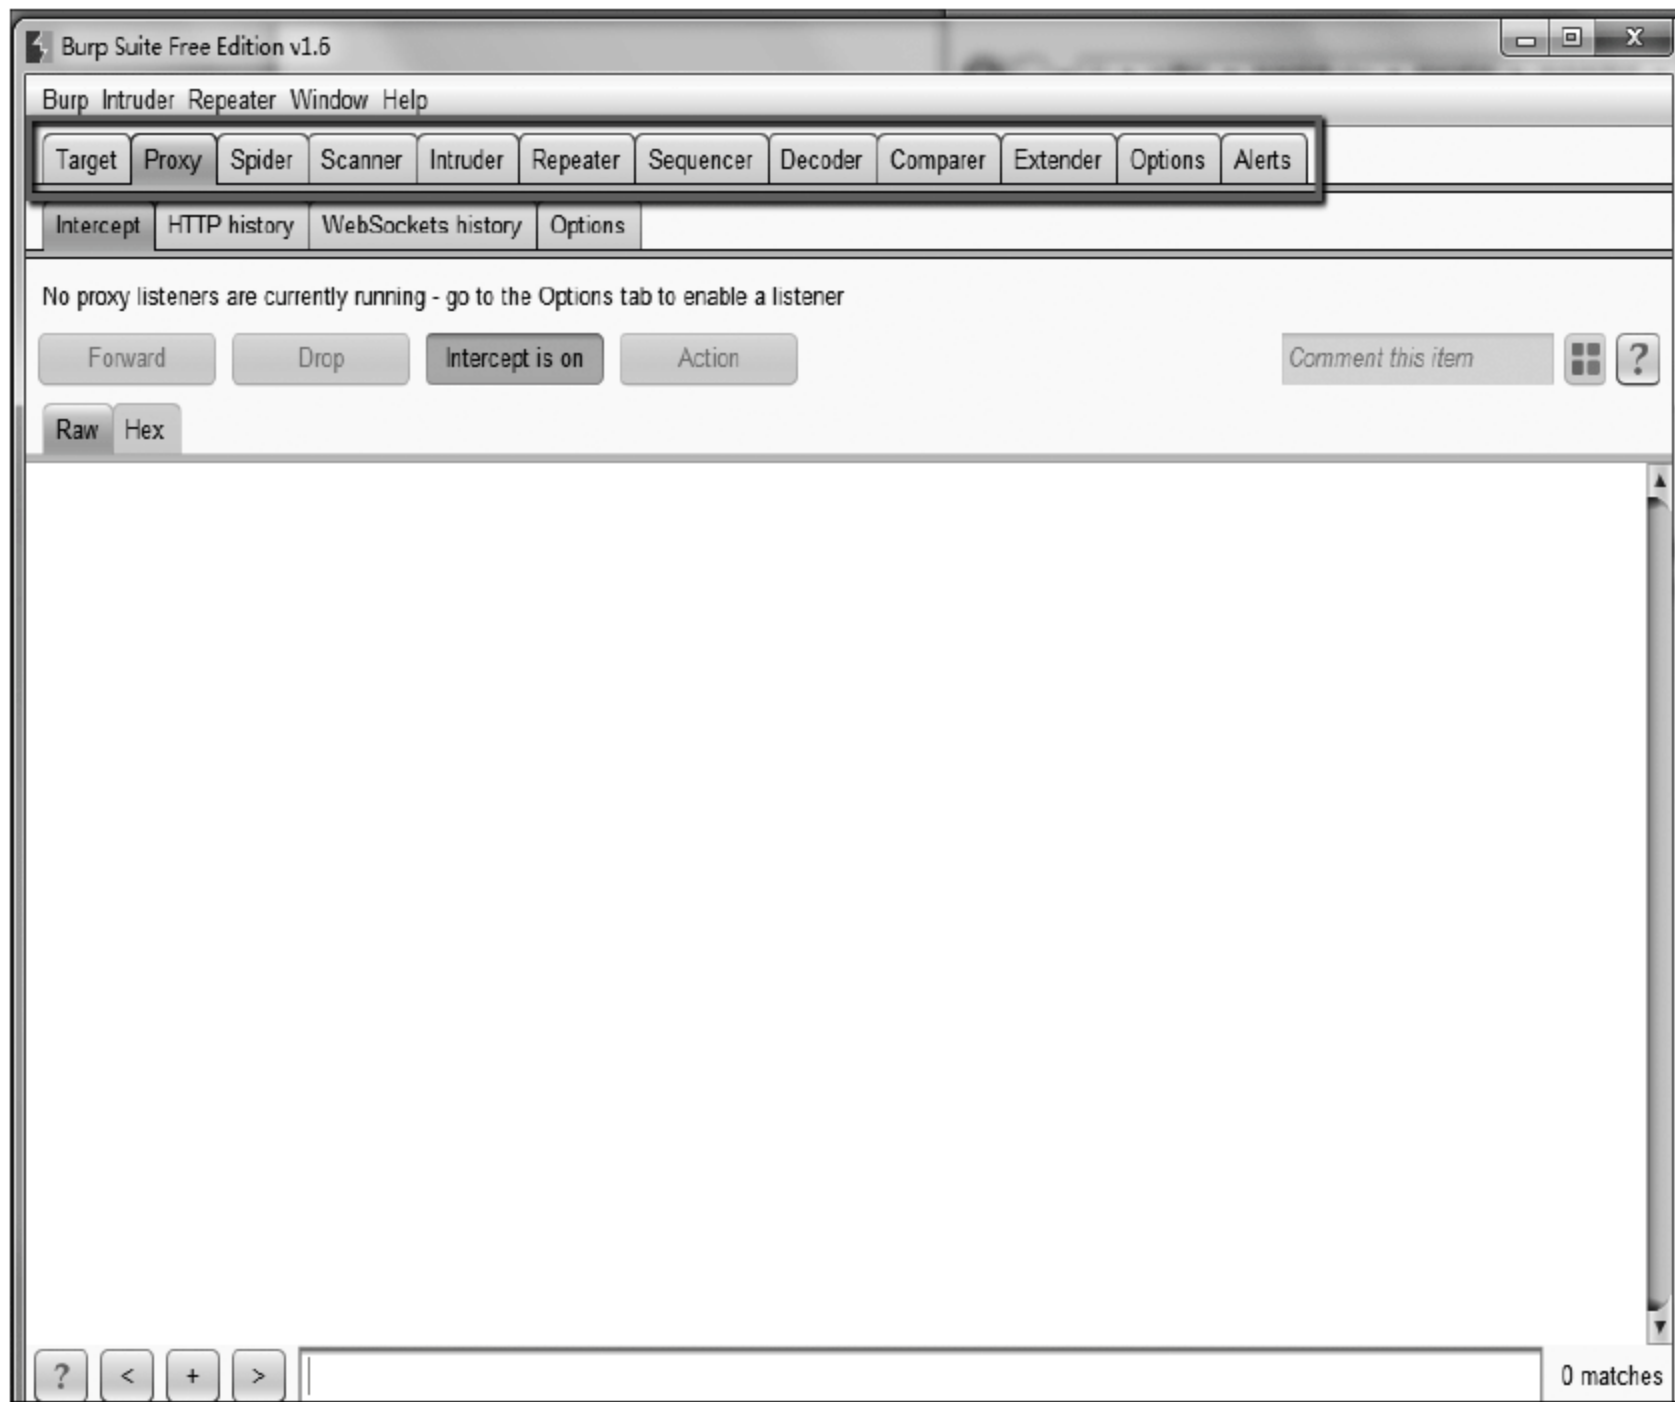 Burp Suite Free Edition v1.6
Burp Intruder Repeater Window Help
Target Proxy Spider Scanner Intruder Repeater Sequencer Decoder Comparer Extender Options Alerts
Intercept HTTP history WebSockets history Options
No proxy listeners are currently running - go to the Options tab to enable a listener
Forward Drop Intercept is on Action Comment this item ?
Raw Hex
? < + > 0 matches